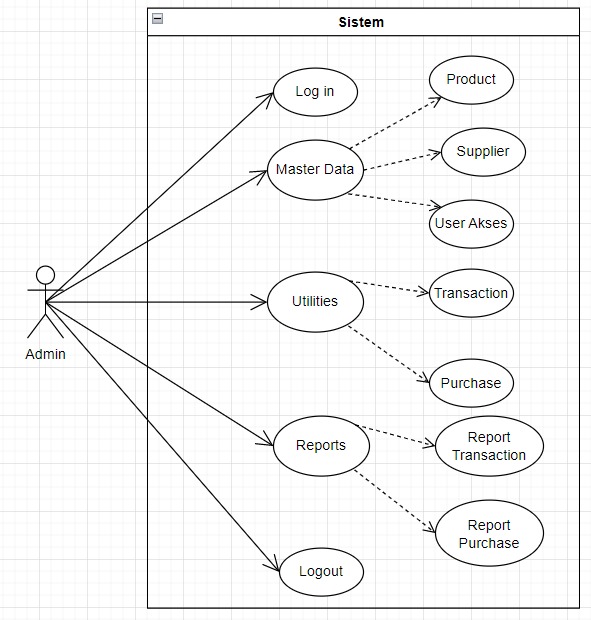 Sistem
Log in
Product
Master Data
Supplier
User Akses
Utilities
Transaction
Admin
Purchase
Reports
Report
Transaction
Report
Purchase
Logout